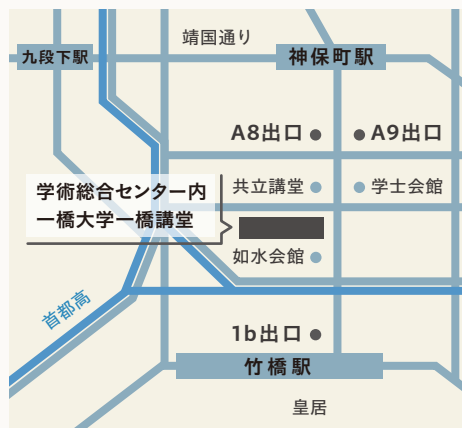 靖国通り
九段下駅
神保町駅
A8出口
A9出口
学術総合センター内
一橋大学一橋講堂
共立講堂
学士会館
如水会館
首都高
1b出口
竹橋駅
皇居